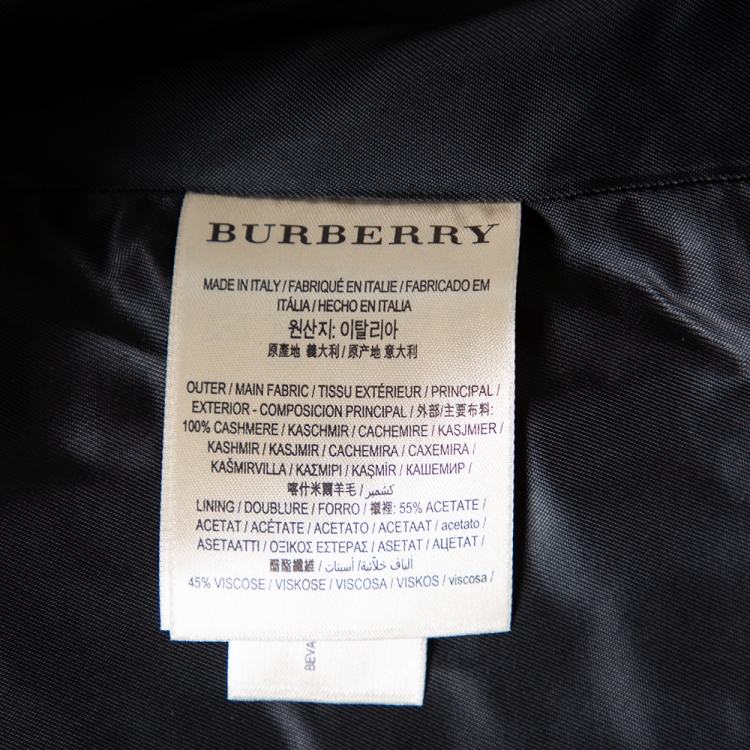 BURBERRY
MADE IN ITALY / FABRIQUÉ EN ITALIE / FABRICADO EM
ITÁLIA / HECHO EN ITALIA
원산지: 이탈리아
原產地 義大利 / 原产地 意大利
OUTER / MAIN FABRIC / TISSU EXTÉRIEUR / PRINCIPAL /
EXTERIOR - COMPOSICION PRINCIPAL / 外部/主要布料:
100% CASHMERE / KASCHMIR / CACHEMIRE / KASJMIER /
KASHMIR / KASJMIR / CACHEMIRA / CAXEMIRA /
KAŠMIRVILLA / ΚΑΣΜΙΡΙ / KAŞMİR / КАШЕМИР /
喀什米爾羊毛 / كشمير /
LINING / DOUBLURE / FORRO / 襯裡: 55% ACETATE /
ACETAT / ACÉTATE / ACETATO / ACETAAT / acetato /
ASETAATTI / ΟΞΙΚΟΣ ΕΣΤΕΡΑΣ / ASETAT / АЦЕТАТ /
醋酯纖維 / ألياف خلّاتية / أسيتات /
45% VISCOSE / VISKOSE / VISCOSA / VISKOS / viscosa /
BEVA